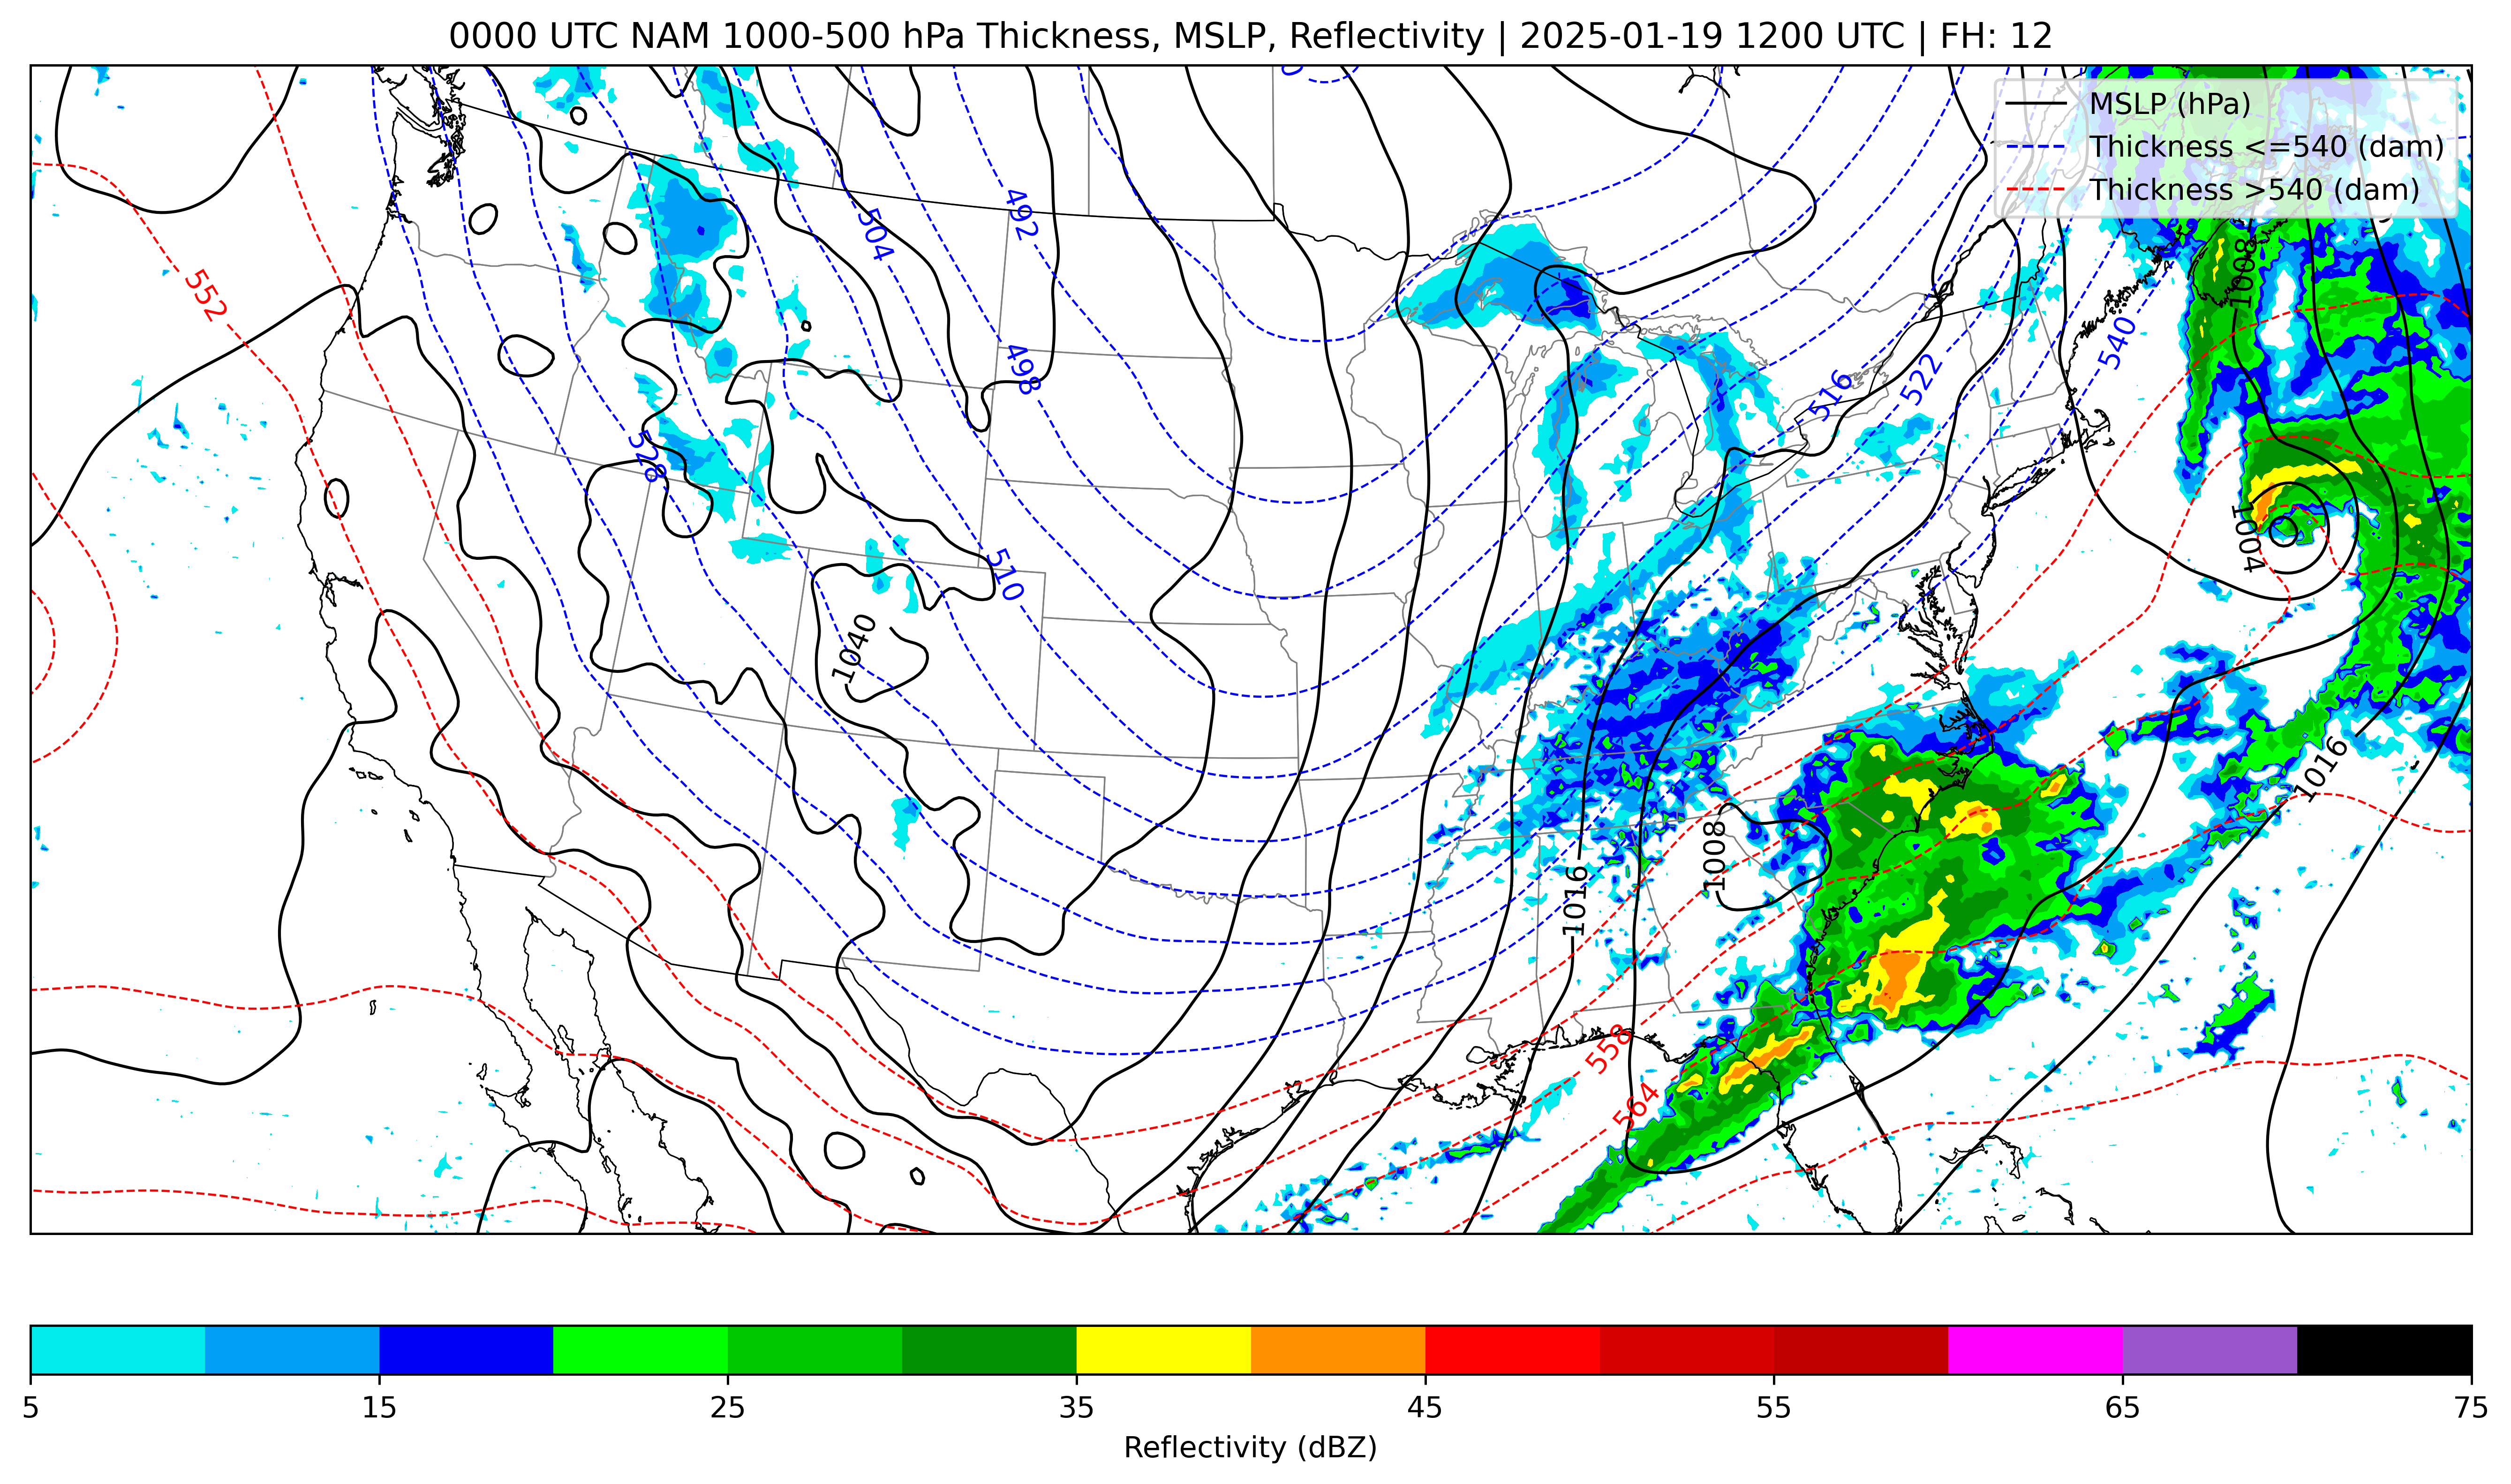 0000 UTC NAM 1000-500 hPa Thickness, MSLP, Reflectivity | 2025-01-19 1200 UTC | FH: 12
MSLP (hPa)
Thickness <=540 (dam)
Thickness >540 (dam)
492
504
1008
552
540
498
516
522
528
1004
510
1040
1016
1008
1016
558
564
5 15 25 35 45 55 65 75
Reflectivity (dBZ)